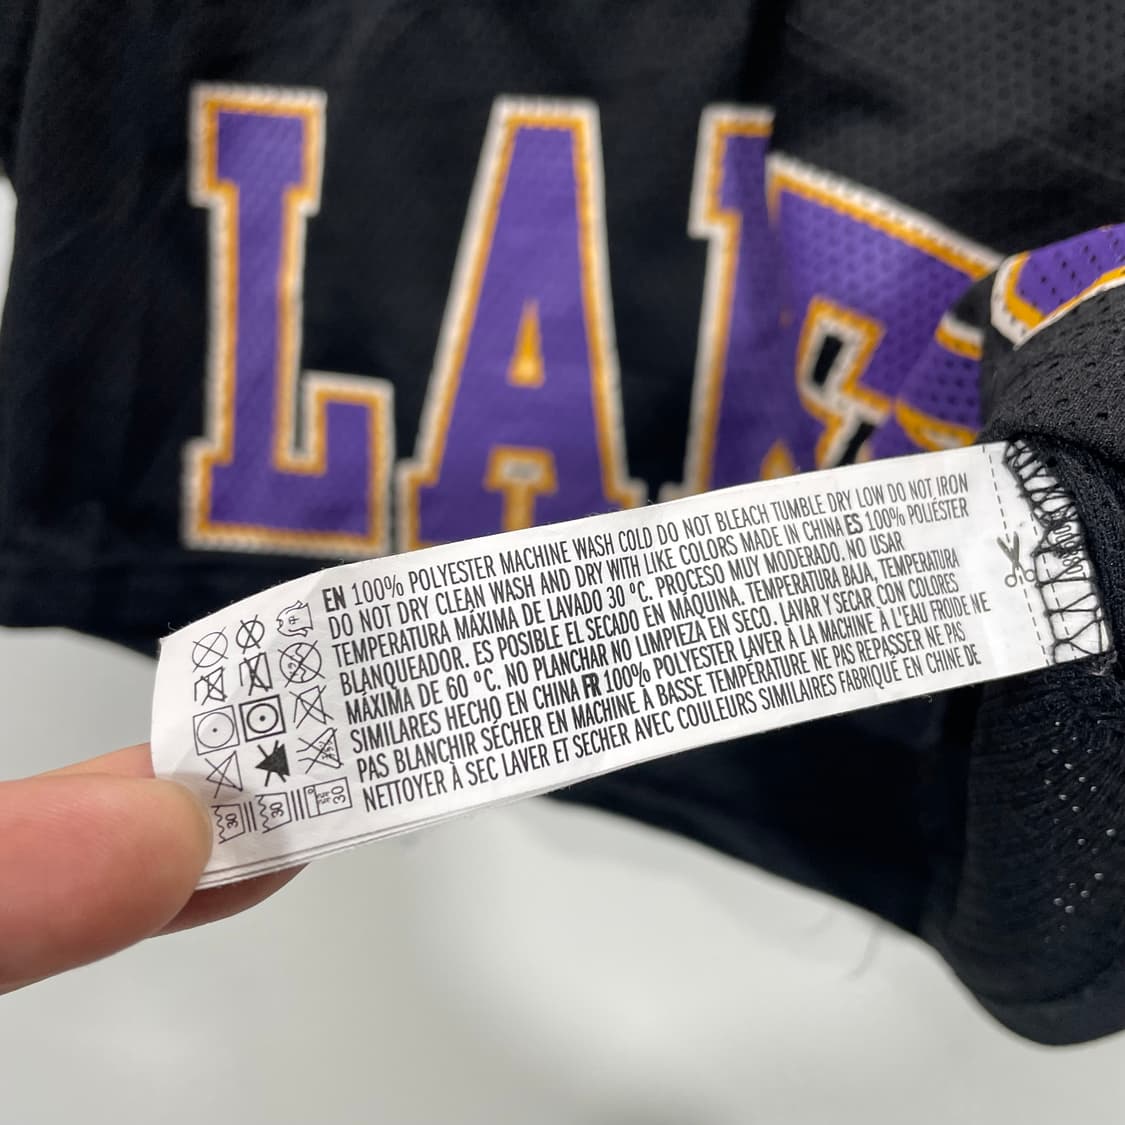 LAK
EN 100% POLYESTER MACHINE WASH COLD DO NOT BLEACH TUMBLE DRY LOW DO NOT IRON
DO NOT DRY CLEAN WASH AND DRY WITH LIKE COLORS MADE IN CHINA ES 100% POLIÉSTER
TEMPERATURA MÁXIMA DE LAVADO 30 ºC. PROCESO MUY MODERADO. NO USAR
BLANQUEADOR. ES POSIBLE EL SECADO EN MÁQUINA. TEMPERATURA BAJA, TEMPERATURA
MÁXIMA DE 60 ºC. NO PLANCHAR NO LIMPIEZA EN SECO. LAVAR Y SECAR CON COLORES
SIMILARES HECHO EN CHINA FR 100% POLYESTER LAVER À LA MACHINE À L'EAU FROIDE NE
PAS BLANCHIR SÉCHER EN MACHINE À BASSE TEMPÉRATURE NE PAS REPASSER NE PAS
NETTOYER À SEC LAVER ET SECHER AVEC COULEURS SIMILAIRES FABRIQUÉ EN CHINE DE
30 30 30